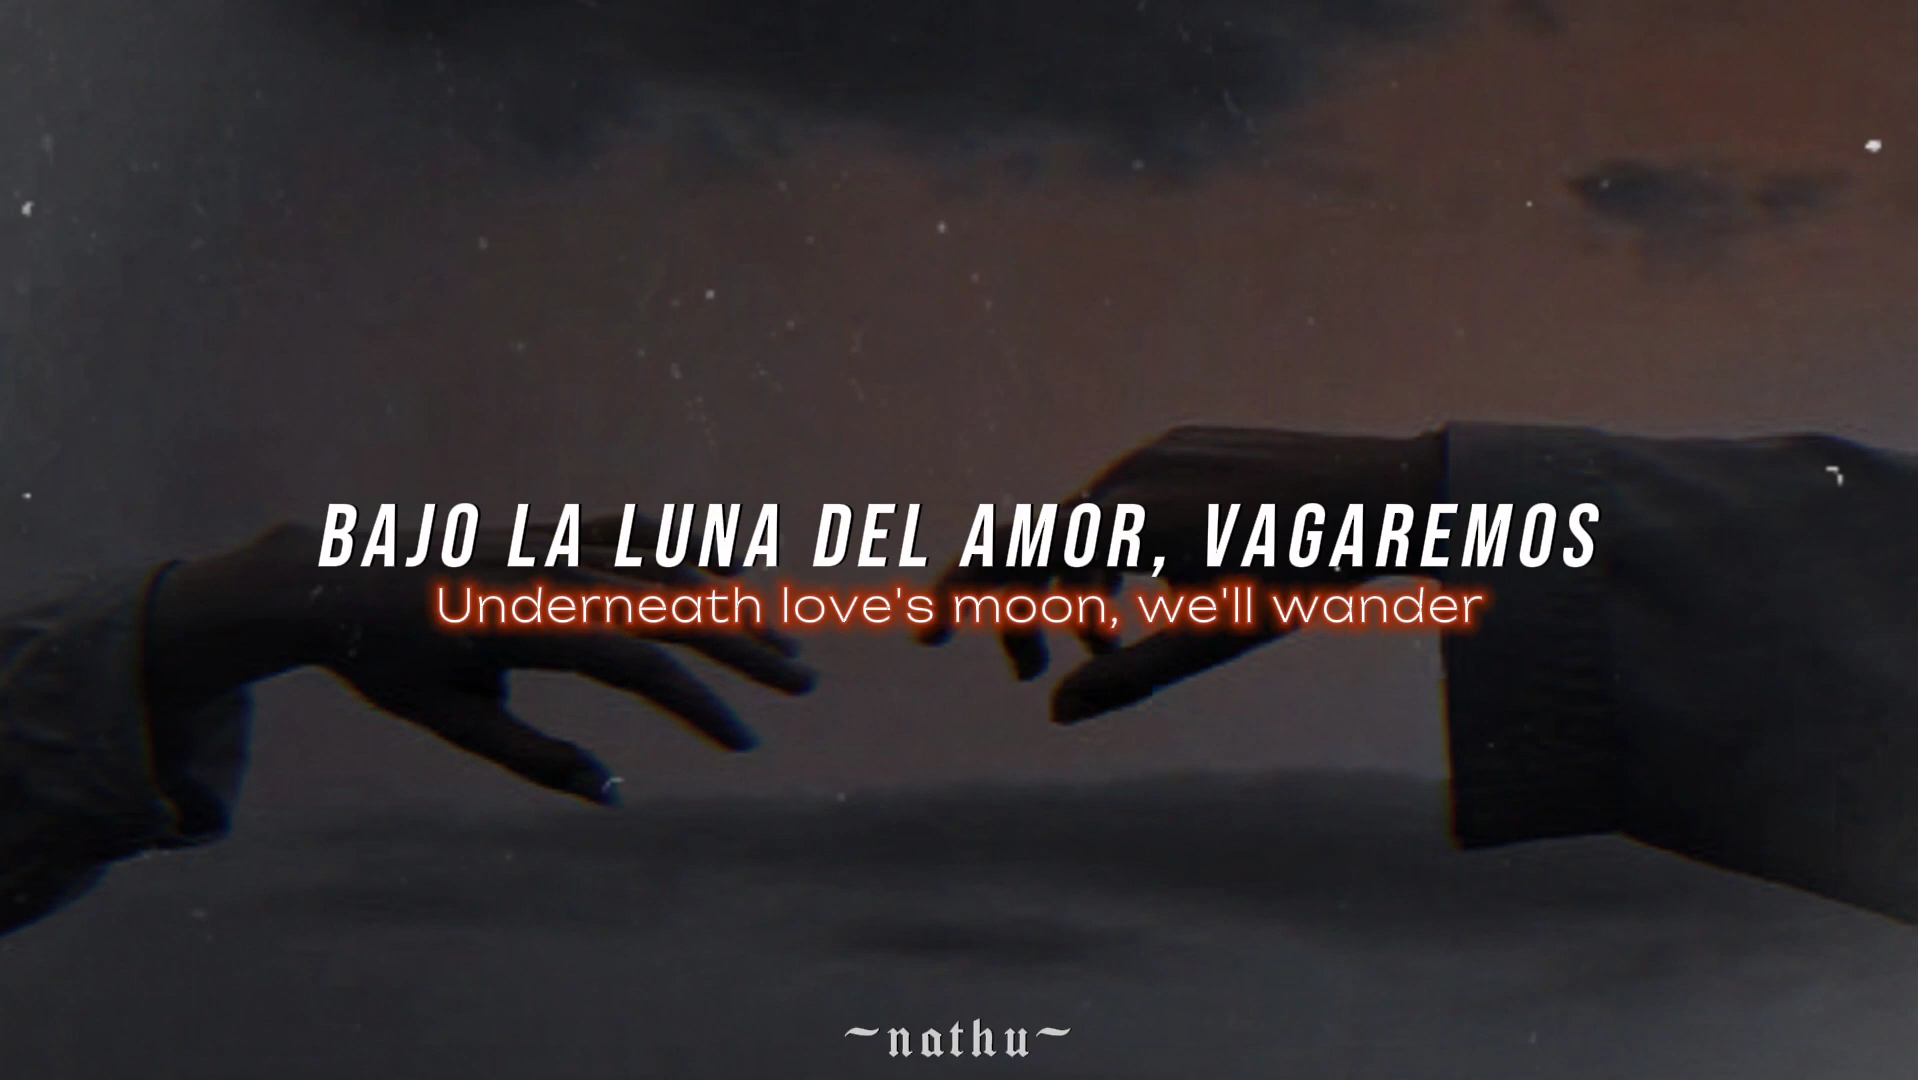 BAJO LA LUNA DEL AMOR, VAGAREMOS
Underneath love's moon, we'll wander
~nathu~